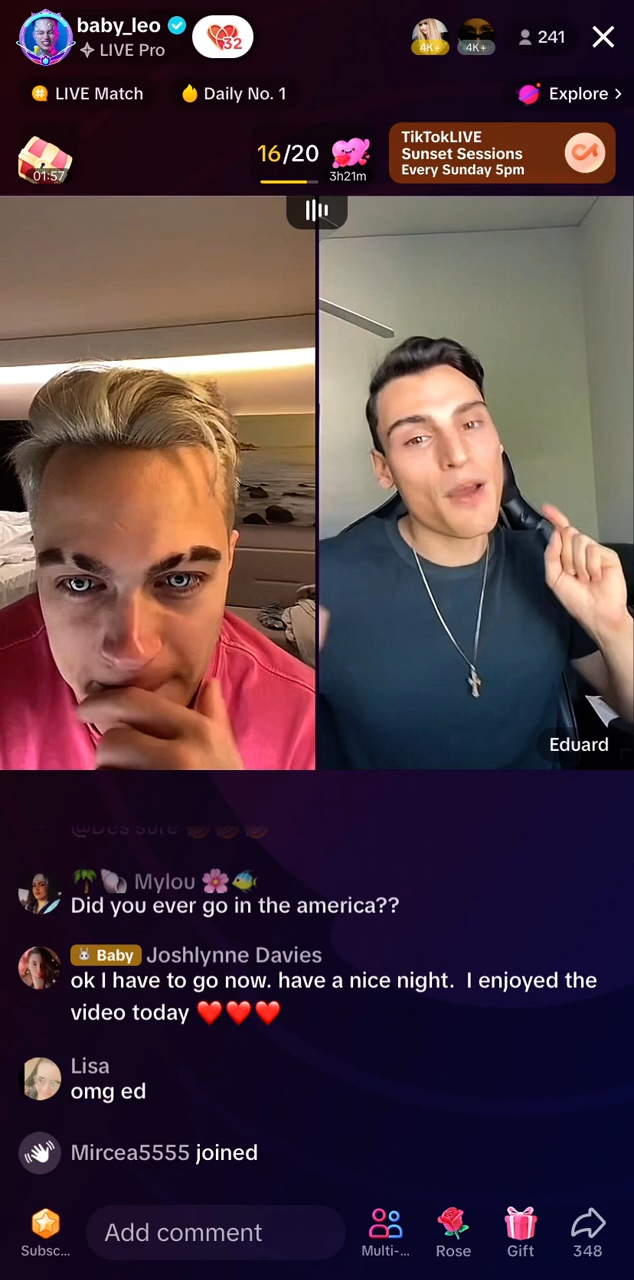 baby_leo
LIVE Pro
32
4K+
4K+
241
LIVE Match
Daily No. 1
Explore >
01:57
16/20
3h21m
TikTokLIVE
Sunset Sessions
Every Sunday 5pm
Eduard
@Des sure
Mylou
Did you ever go in the america??
Baby Joshlynne Davies
ok I have to go now. have a nice night. I enjoyed the
video today ❤️❤️❤️
Lisa
omg ed
Mircea5555 joined
Add comment
Subsc...
Multi-...
Rose
Gift
348